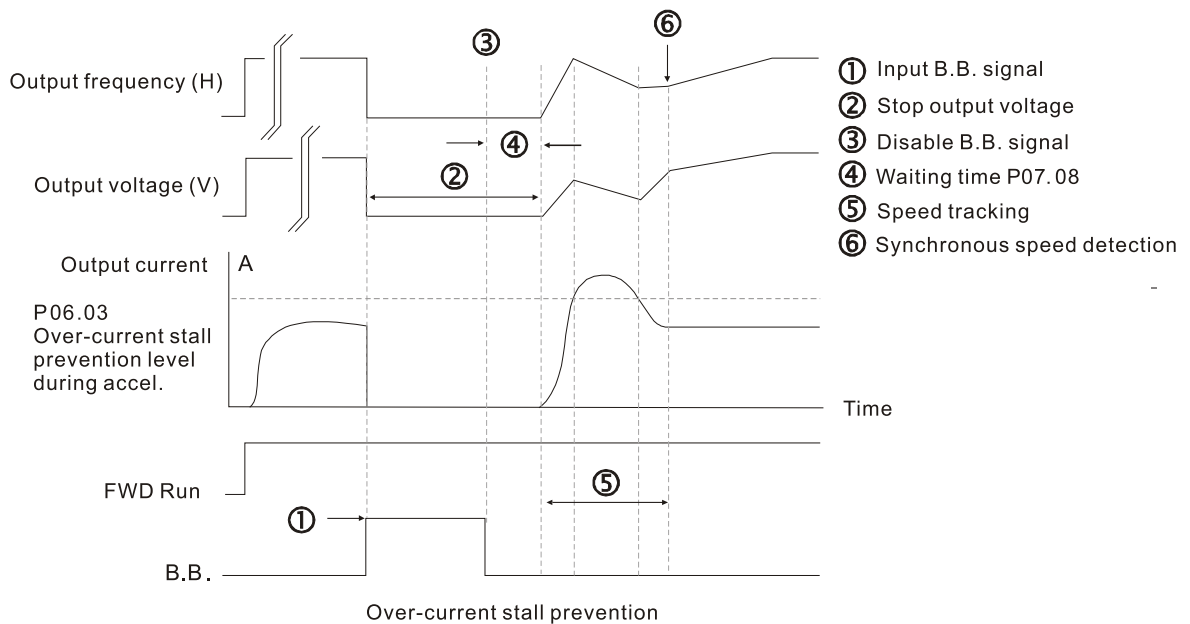 ⑥
③
Output frequency (H)
④
②
Output voltage (V)
① Input B.B. signal
② Stop output voltage
③ Disable B.B. signal
④ Waiting time P07.08
⑤ Speed tracking
⑥ Synchronous speed detection
Output current
A
P06.03
Over-current stall
prevention level
during accel.
Time
FWD Run
⑤
①
B.B.
Over-current stall prevention